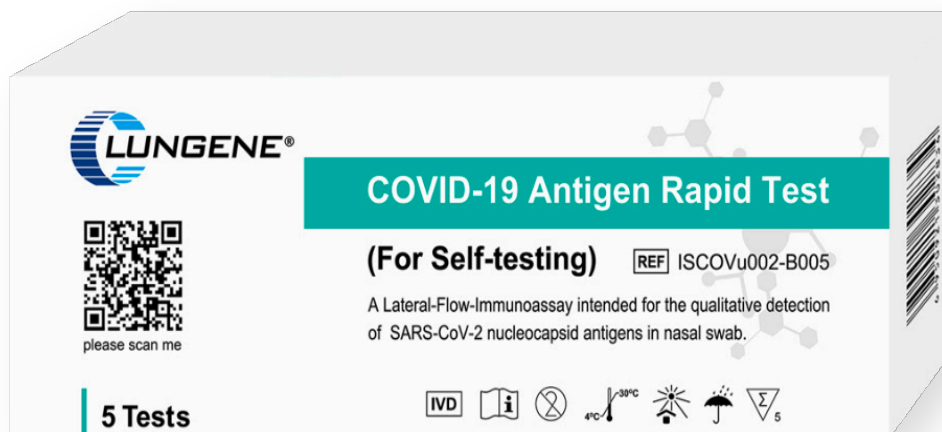 LUNGENE®
COVID-19 Antigen Rapid Test
(For Self-testing)
REF ISCOVu002-B005
A Lateral-Flow-Immunoassay intended for the qualitative detection
of SARS-CoV-2 nucleocapsid antigens in nasal swab.
please scan me
IVD
i
2
4°C
30°C
Σ
5
5 Tests